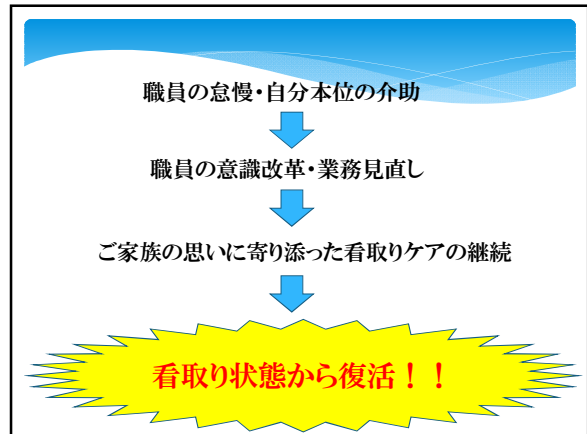 職員の怠慢・自分本位の介助
職員の意識改革・業務見直し
ご家族の思いに寄り添った看取りケアの継続
看取り状態から復活！！